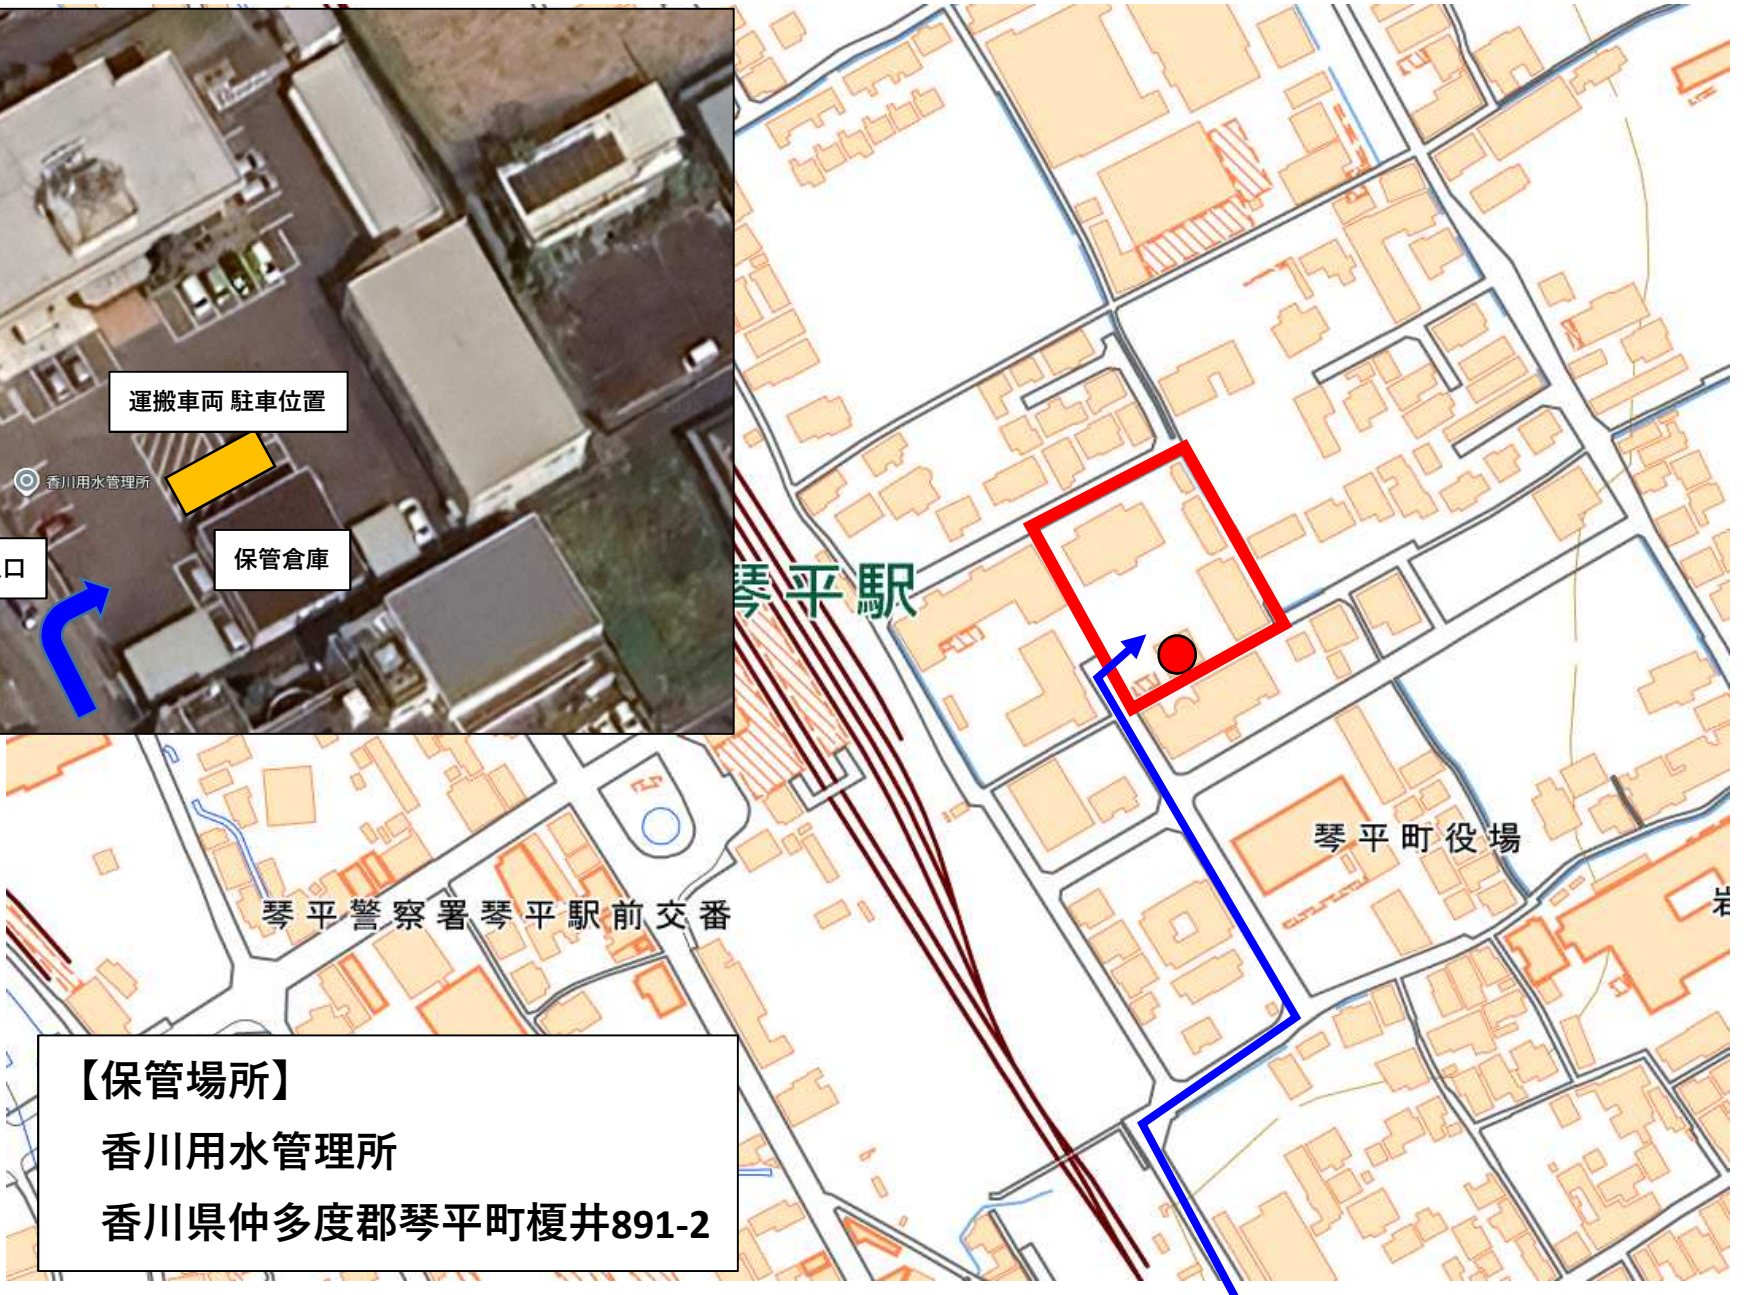 運搬車両 駐車位置
香川用水管理所
保管倉庫
口
琴平駅
琴平町役場
琴平警察署琴平駅前交番
岩
【保管場所】
香川用水管理所
香川県仲多度郡琴平町榎井891-2